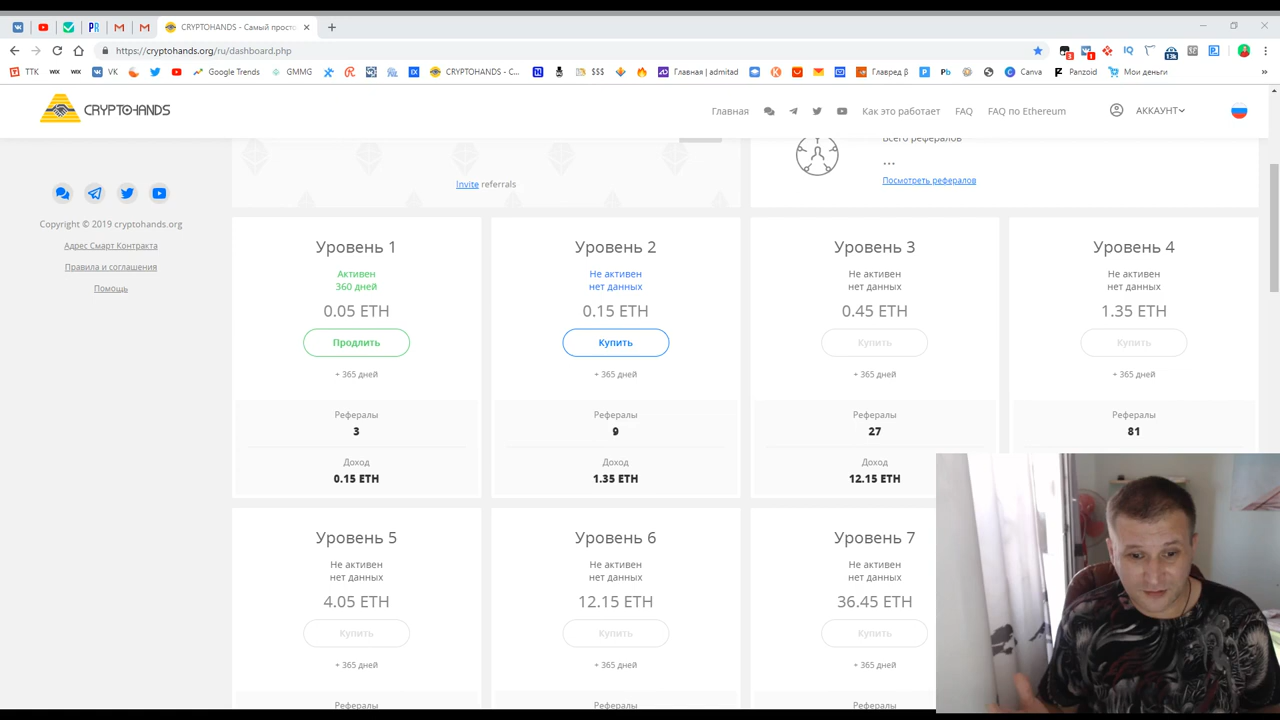 CRYPTOHANDS - Самый просто
https://cryptohands.org/ru/dashboard.php
ТТК
VK
Google Trends
GMMG
CRYPTOHANDS - С...
$$$
Главная | admitad
Главред β
Canva
Panzoid
Мои деньги
CRYPTOHANDS
Главная
Как это работает
FAQ
FAQ по Ethereum
АККАУНТ
Всего рефералов
...
Посмотреть рефералов
Invite referrals
Copyright © 2019 cryptohands.org
Адрес Смарт Контракта
Правила и соглашения
Помощь
Уровень 1
Активен
360 дней
0.05 ETH
Продлить
+ 365 дней
Рефералы
3
Доход
0.15 ETH
Уровень 2
Не активен
нет данных
0.15 ETH
Купить
+ 365 дней
Рефералы
9
Доход
1.35 ETH
Уровень 3
Не активен
нет данных
0.45 ETH
Купить
+ 365 дней
Рефералы
27
Доход
12.15 ETH
Уровень 4
Не активен
нет данных
1.35 ETH
Купить
+ 365 дней
Рефералы
81
Уровень 5
Не активен
нет данных
4.05 ETH
Купить
+ 365 дней
Рефералы
Уровень 6
Не активен
нет данных
12.15 ETH
Купить
+ 365 дней
Рефералы
Уровень 7
Не активен
нет данных
36.45 ETH
Купить
+ 365 дней
Рефералы